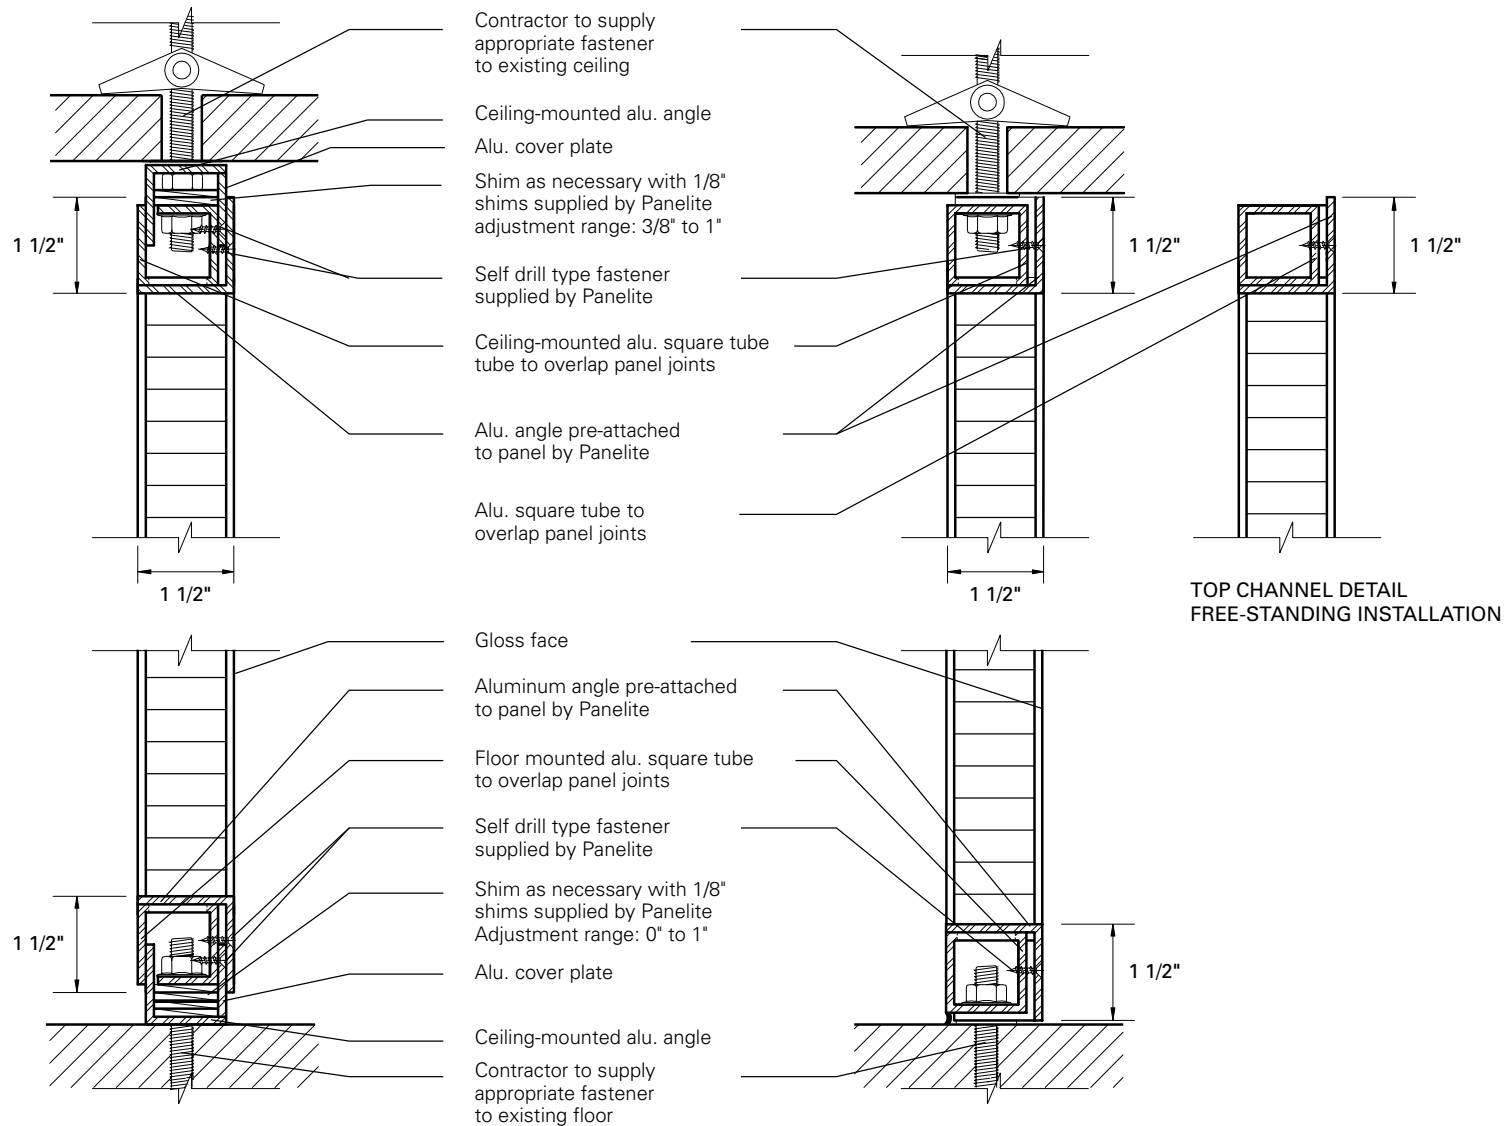 Contractor to supply
appropriate fastener
to existing ceiling
Ceiling-mounted alu. angle
Alu. cover plate
Shim as necessary with 1/8"
shims supplied by Panelite
adjustment range: 3/8" to 1"
1 1/2"
1 1/2"
1 1/2"
Self drill type fastener
supplied by Panelite
Ceiling-mounted alu. square tube
tube to overlap panel joints
Alu. angle pre-attached
to panel by Panelite
Alu. square tube to
overlap panel joints
1 1/2"
1 1/2"
TOP CHANNEL DETAIL
FREE-STANDING INSTALLATION
Gloss face
Aluminum angle pre-attached
to panel by Panelite
Floor mounted alu. square tube
to overlap panel joints
Self drill type fastener
supplied by Panelite
Shim as necessary with 1/8"
shims supplied by Panelite
Adjustment range: 0" to 1"
1 1/2"
1 1/2"
Alu. cover plate
Ceiling-mounted alu. angle
Contractor to supply
appropriate fastener
to existing floor